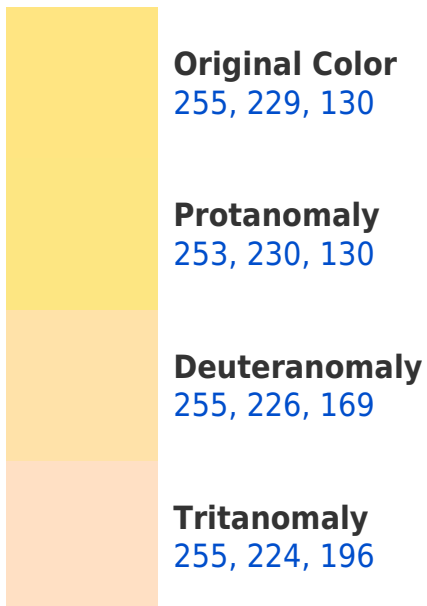 Original Color
255, 229, 130
Protanomaly
253, 230, 130
Deuteranomaly
255, 226, 169
Tritanomaly
255, 224, 196